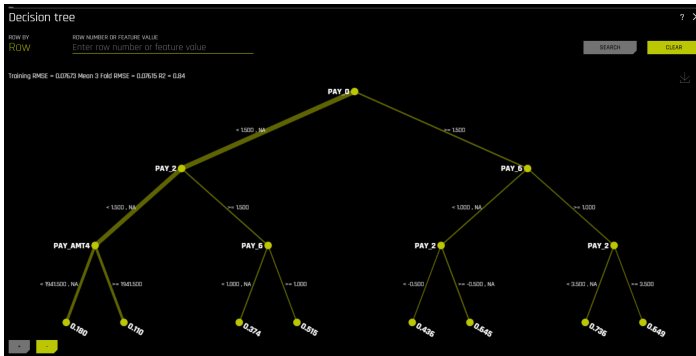 Decision tree
?
ROW BY
ROW NUMBER OR FEATURE VALUE
Row
Enter row number or feature value
SEARCH
CLEAR
Training RMSE = 0.07673 Mean 3 Fold RMSE = 0.07615 R2 = 0.84
PAY_0
< 1.500 , NA
>= 1.500
PAY_2
PAY_6
< 1.500 , NA
>= 1.500
< 1.000 , NA
>= 1.000
PAY_AMT4
PAY_6
PAY_2
PAY_2
< 1941.500 , NA
>= 1941.500
< 1.000 , NA
>= 1.000
< -0.500
>= -0.500 , NA
< 3.500 , NA
>= 3.500
0.180
0.110
0.374
0.515
0.436
0.645
0.736
0.649
+
-